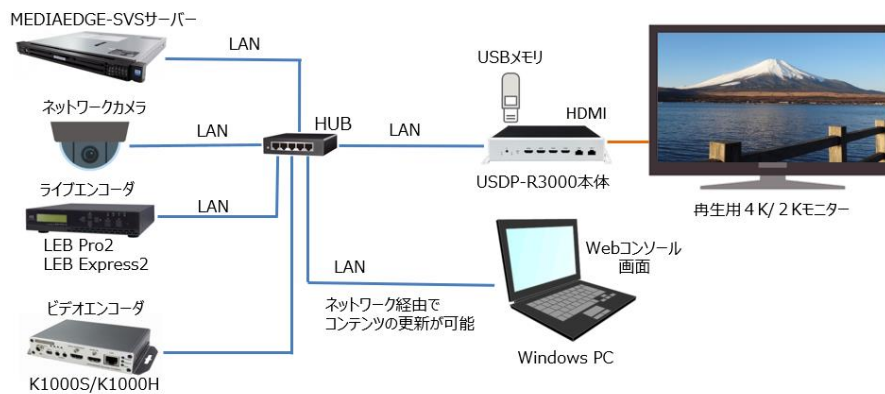 MEDIAEDGE-SVSサーバー
LAN
ネットワークカメラ
LAN
HUB
LAN
USBメモリ
HDMI
USDP-R3000本体
再生用４K/２Kモニター
ライブエンコーダ
LAN
LEB Pro2
LEB Express2
LAN
ネットワーク経由で
コンテンツの更新が可能
Webコンソール
画面
Windows PC
ビデオエンコーダ
K1000S/K1000H